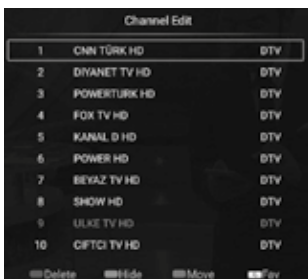 Channel Edit
1 CNN TÜRK HD DTV
2 DIYANET TV HD DTV
3 POWERTURK HD DTV
4 FOX TV HD DTV
5 KANAL D HD DTV
6 POWER HD DTV
7 BEYAZ TV HD DTV
8 SHOW HD DTV
9 ULKE TV HD DTV
10 CIFTCI TV HD DTV
Delete Hide Move Fav